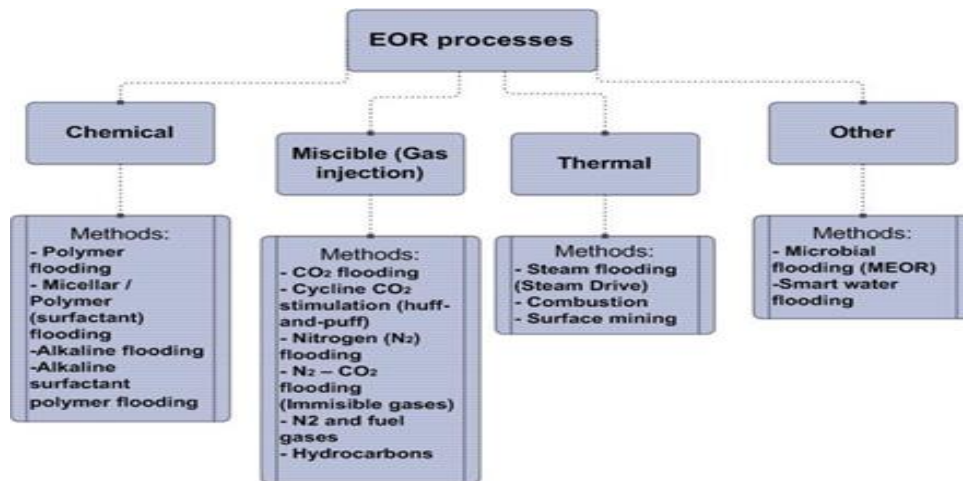 EOR processes
Chemical
Miscible (Gas
injection)
Thermal
Other
Methods:
- Polymer
flooding
- Micellar /
Polymer
(surfactant)
flooding
-Alkaline flooding
-Alkaline
surfactant
polymer flooding
Methods:
- CO₂ flooding
- Cycline CO₂
stimulation (huff-
and-puff)
- Nitrogen (N₂)
flooding
- N₂ – CO₂
flooding
(Immisible gases)
- N2 and fuel
gases
- Hydrocarbons
Methods:
- Steam flooding
(Steam Drive)
- Combustion
- Surface mining
Methods:
- Microbial
flooding (MEOR)
-Smart water
flooding